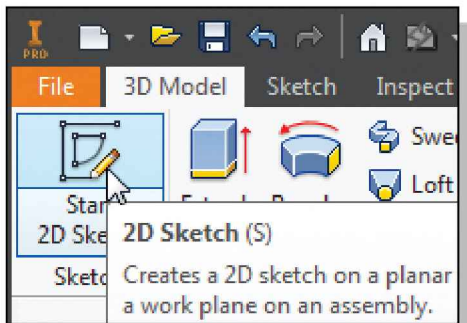 I
PRO
File 3D Model Sketch Inspect
Swee
Loft
Star
2D Ske
Sketc
2D Sketch (S)
Creates a 2D sketch on a planar
a work plane on an assembly.